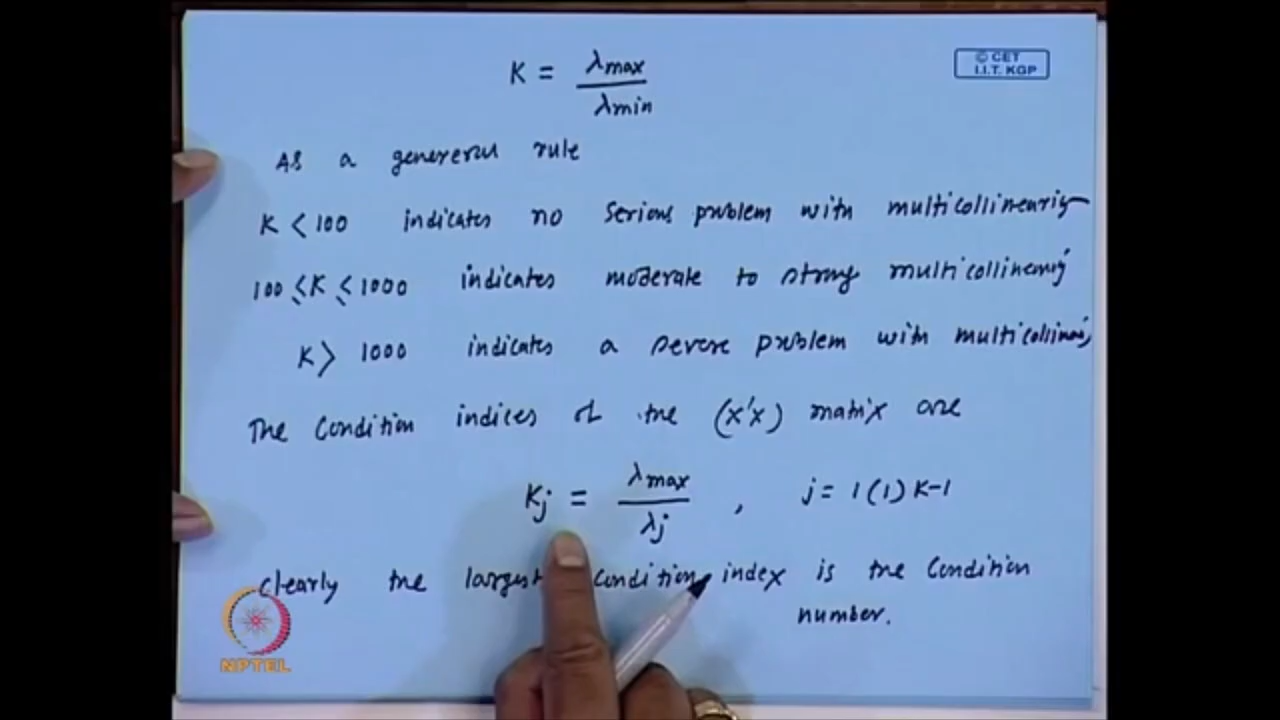 K = λmax / λmin
© CET
I.I.T. KGP
As a genererus rule
K < 100 indicates no serious problem with multicollinearity
100 ≤ K ≤ 1000 indicates moderate to strong multicollinearity
K > 1000 indicates a severe problem with multicollinearity
The condition indices of the (x'x) matrix are
Kj = λmax / λj , j = 1(1) K-1
clearly the largest condition index is the condition
number.
NPTEL